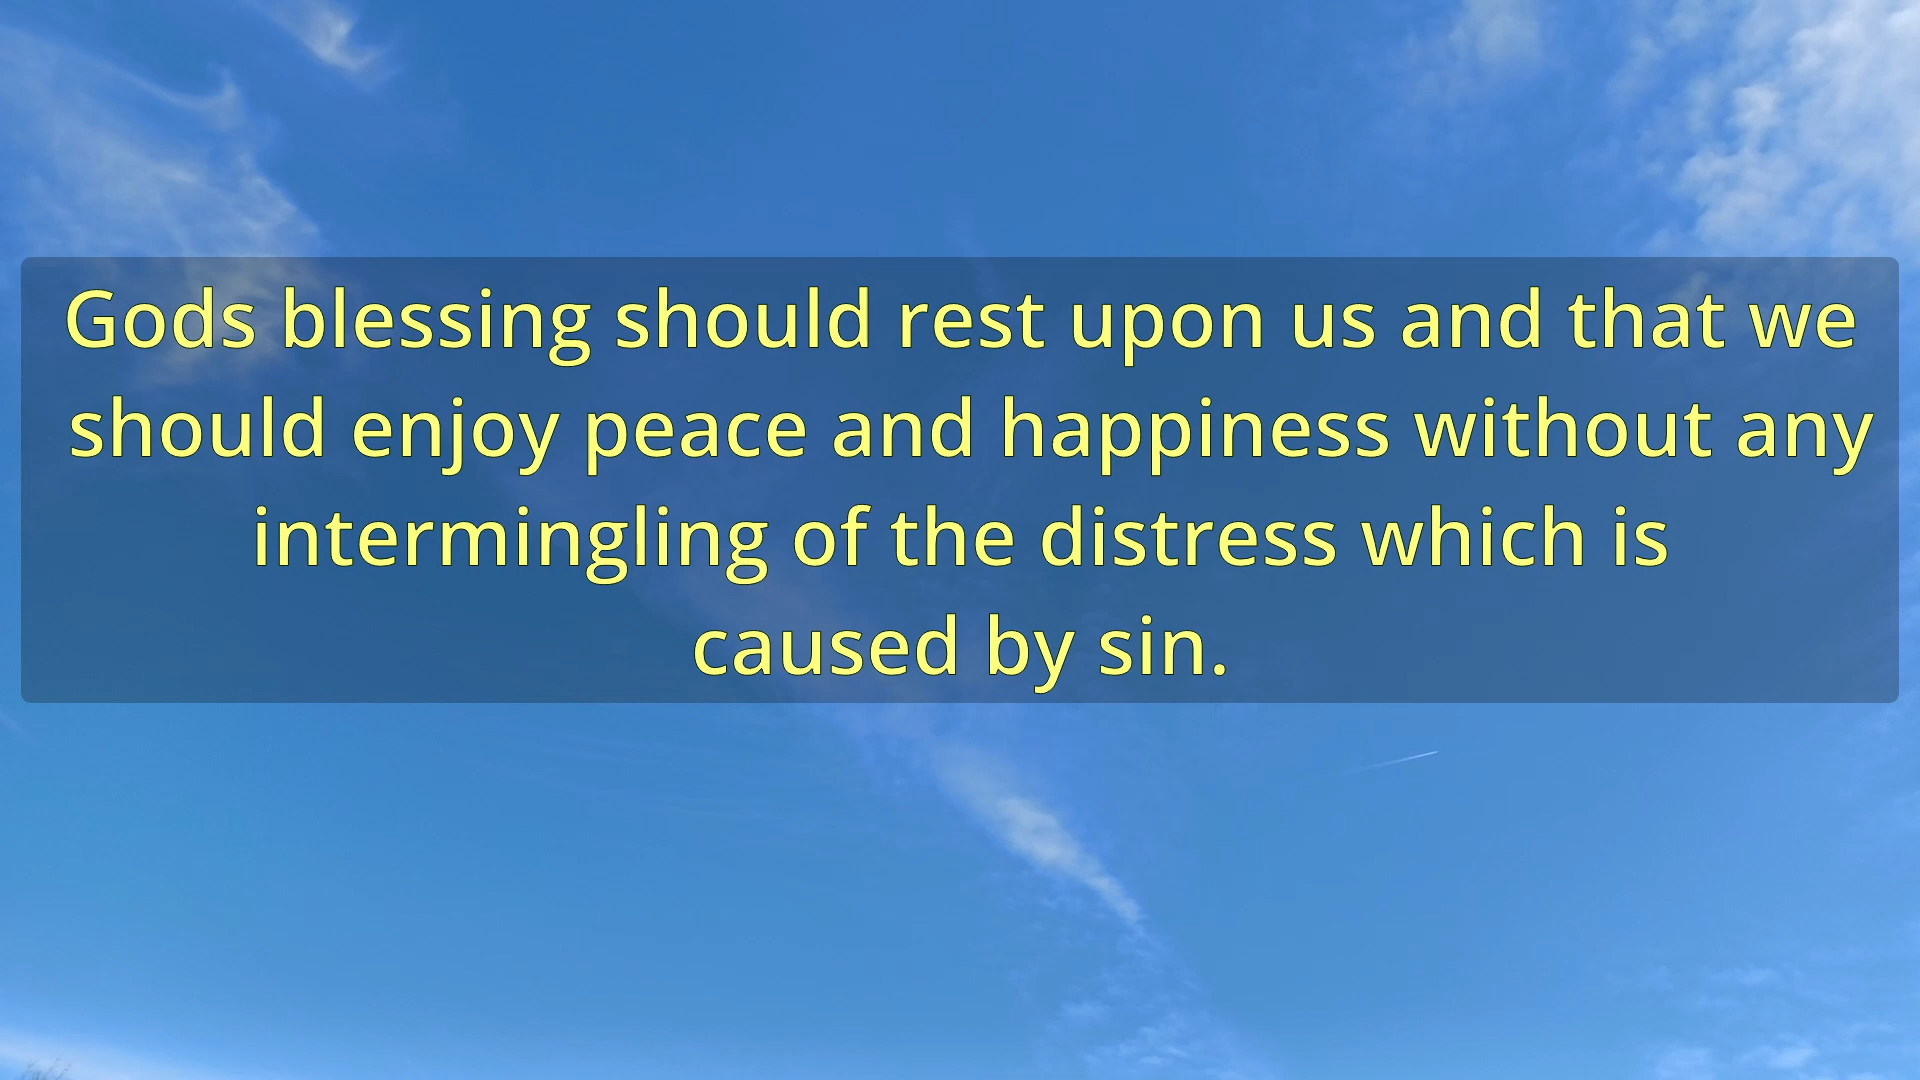 Gods blessing should rest upon us and that we
should enjoy peace and happiness without any
intermingling of the distress which is
caused by sin.